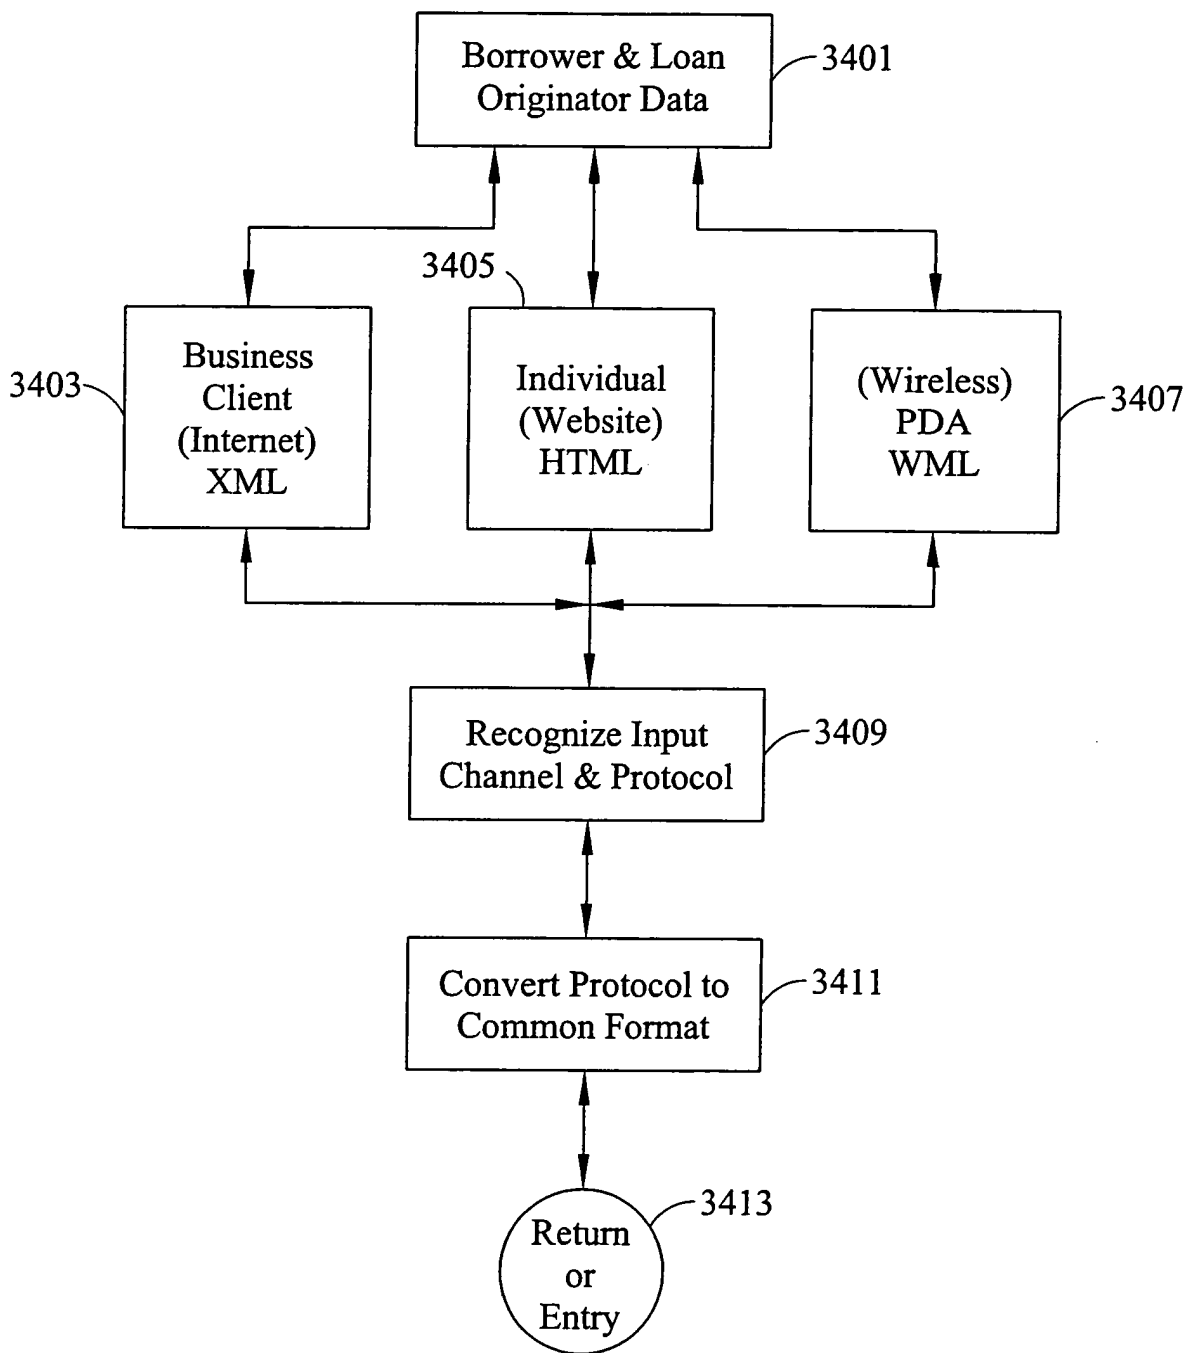 Borrower & Loan
Originator Data
3401
3405
3403
Business
Client
(Internet)
XML
Individual
(Website)
HTML
(Wireless)
PDA
WML
3407
Recognize Input
Channel & Protocol
3409
Convert Protocol to
Common Format
3411
Return
or
Entry
3413